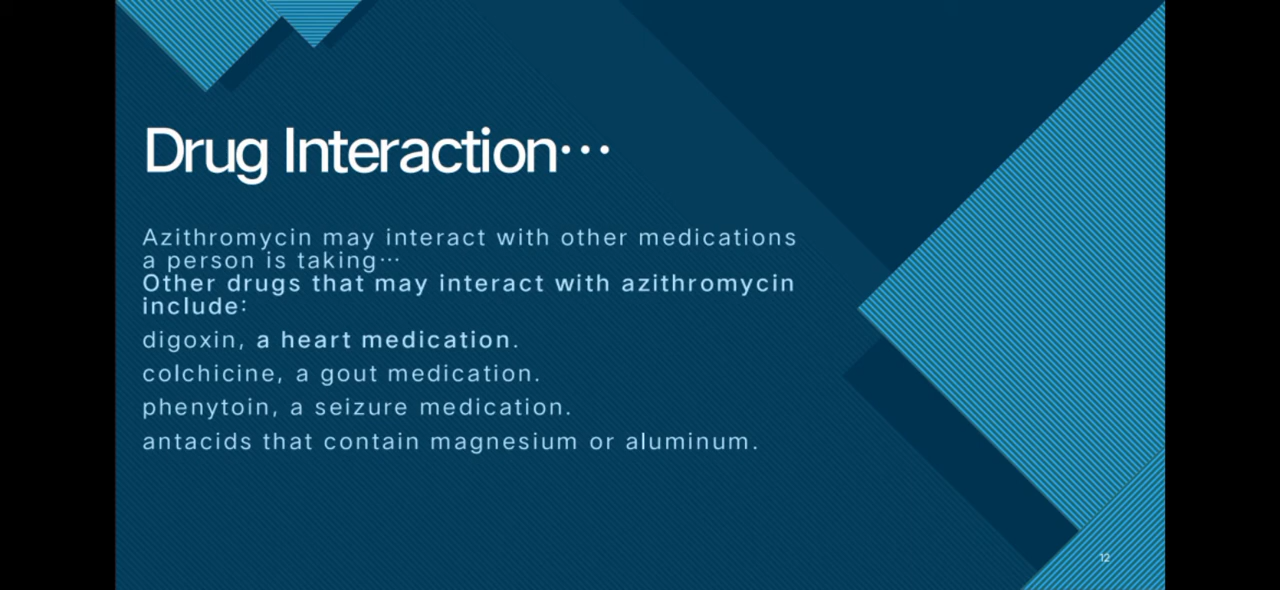 Drug Interaction…
Azithromycin may interact with other medications
a person is taking…
Other drugs that may interact with azithromycin
include:
digoxin, a heart medication.
colchicine, a gout medication.
phenytoin, a seizure medication.
antacids that contain magnesium or aluminum.
12